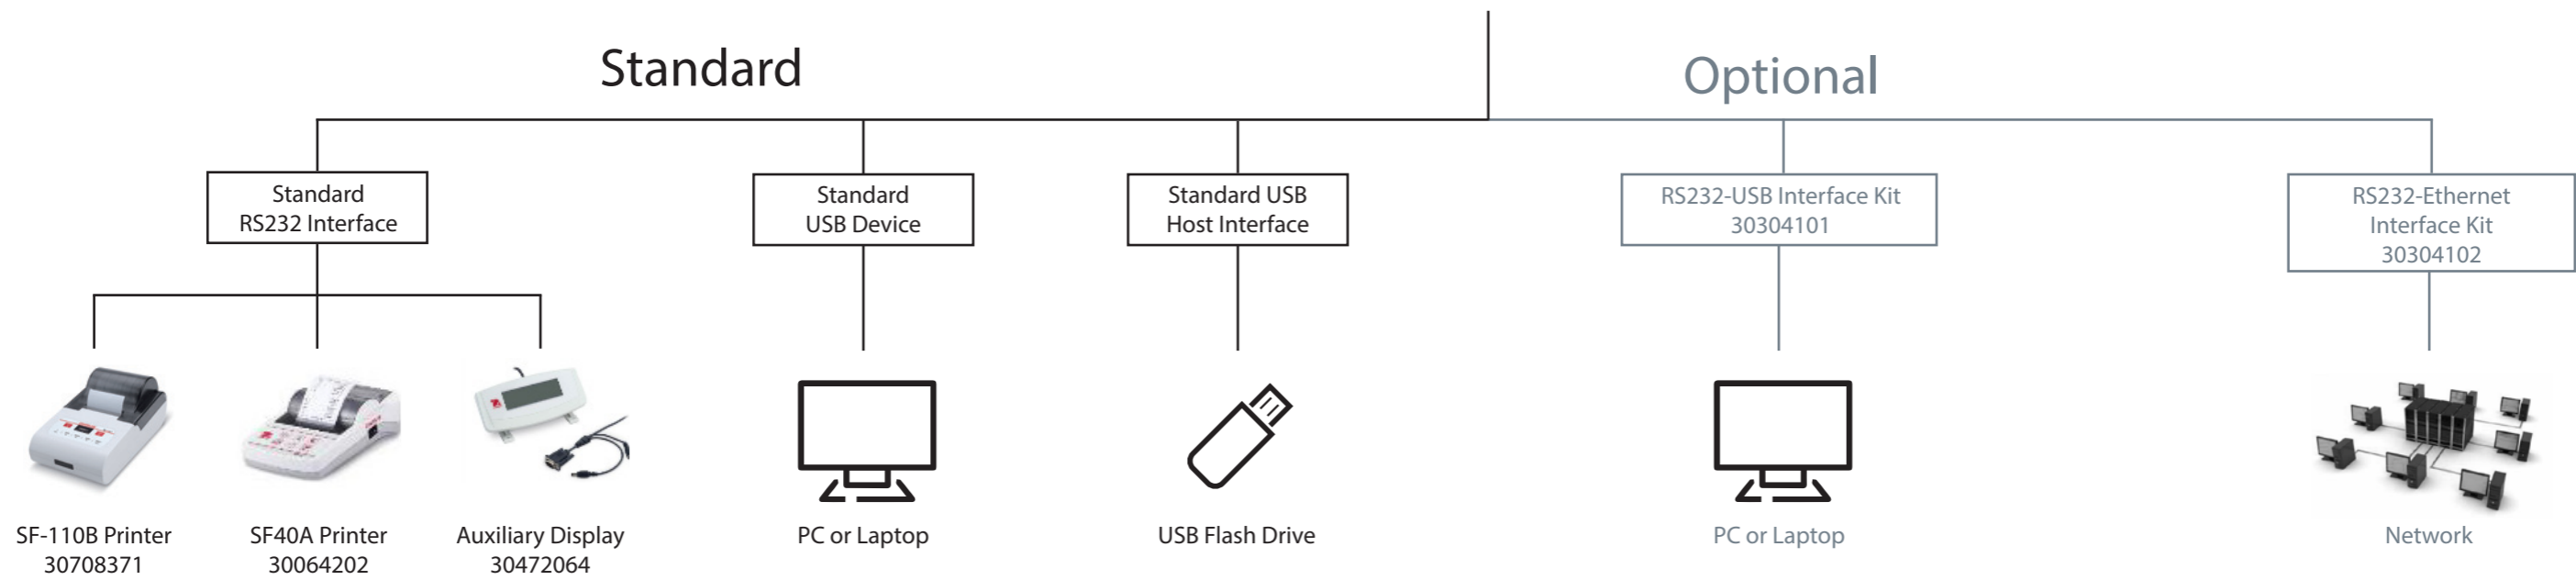 Standard
Optional
Standard
RS232 Interface
Standard
USB Device
Standard USB
Host Interface
RS232-USB Interface Kit
30304101
RS232-Ethernet
Interface Kit
30304102
SF-110B Printer
30708371
SF40A Printer
30064202
Auxiliary Display
30472064
PC or Laptop
USB Flash Drive
PC or Laptop
Network